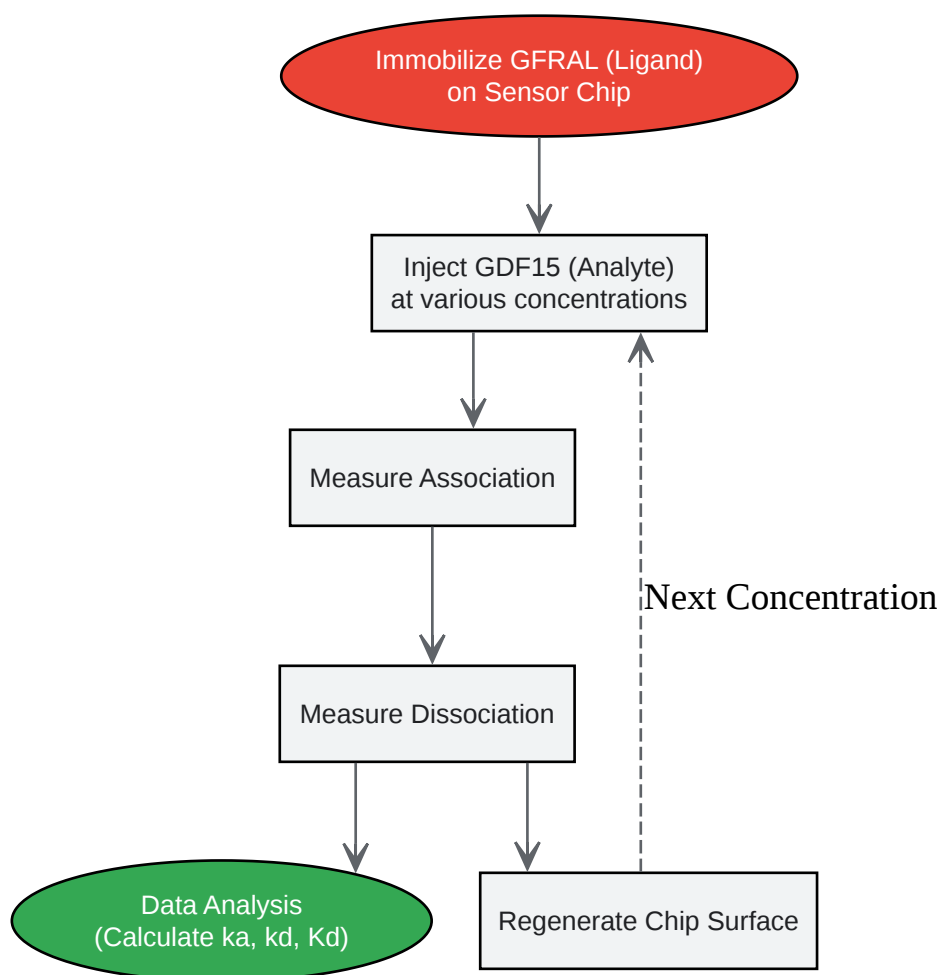 Immobilize GFRAL (Ligand)
on Sensor Chip
Inject GDF15 (Analyte)
at various concentrations
Measure Association
Next Concentration
Measure Dissociation
Data Analysis
(Calculate ka, kd, Kd)
Regenerate Chip Surface